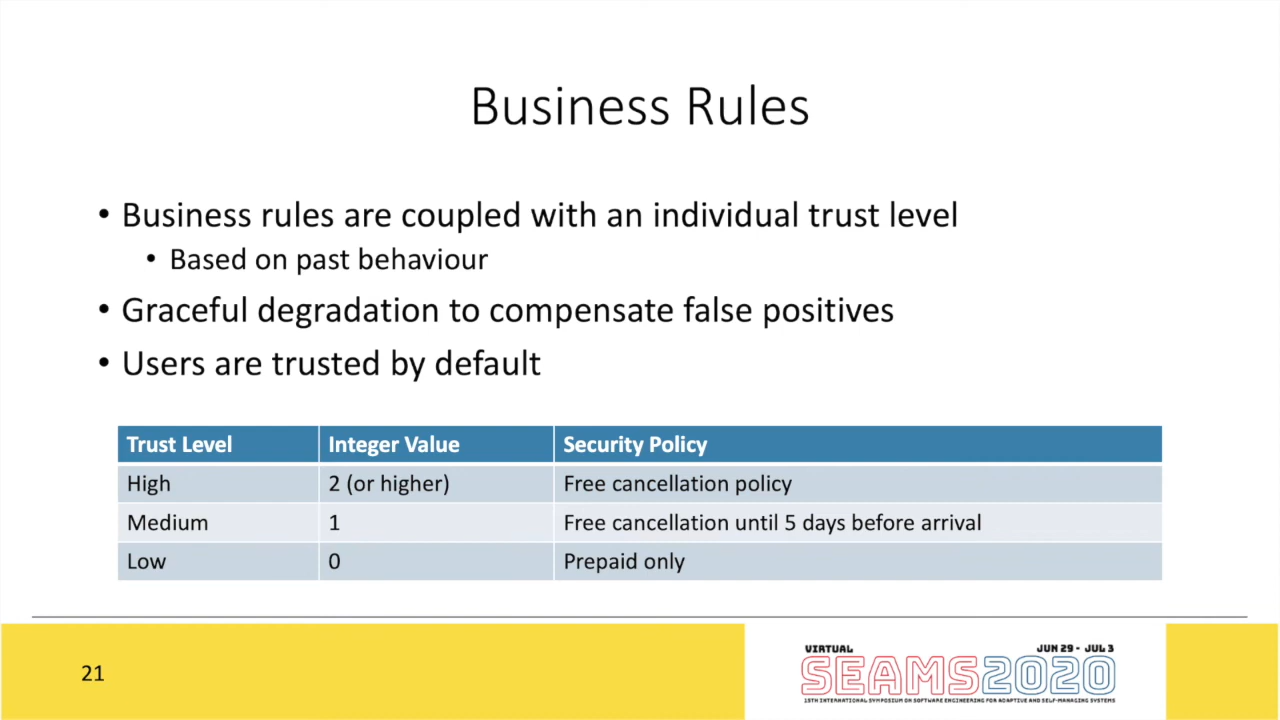 Business Rules
• Business rules are coupled with an individual trust level
• Based on past behaviour
• Graceful degradation to compensate false positives
• Users are trusted by default
Trust Level Integer Value Security Policy
High 2 (or higher) Free cancellation policy
Medium 1 Free cancellation until 5 days before arrival
Low 0 Prepaid only
21
VIRTUAL JUN 29 - JUL 3
SEAMS2020
15TH INTERNATIONAL SYMPOSIUM ON SOFTWARE ENGINEERING FOR ADAPTIVE AND SELF-MANAGING SYSTEMS